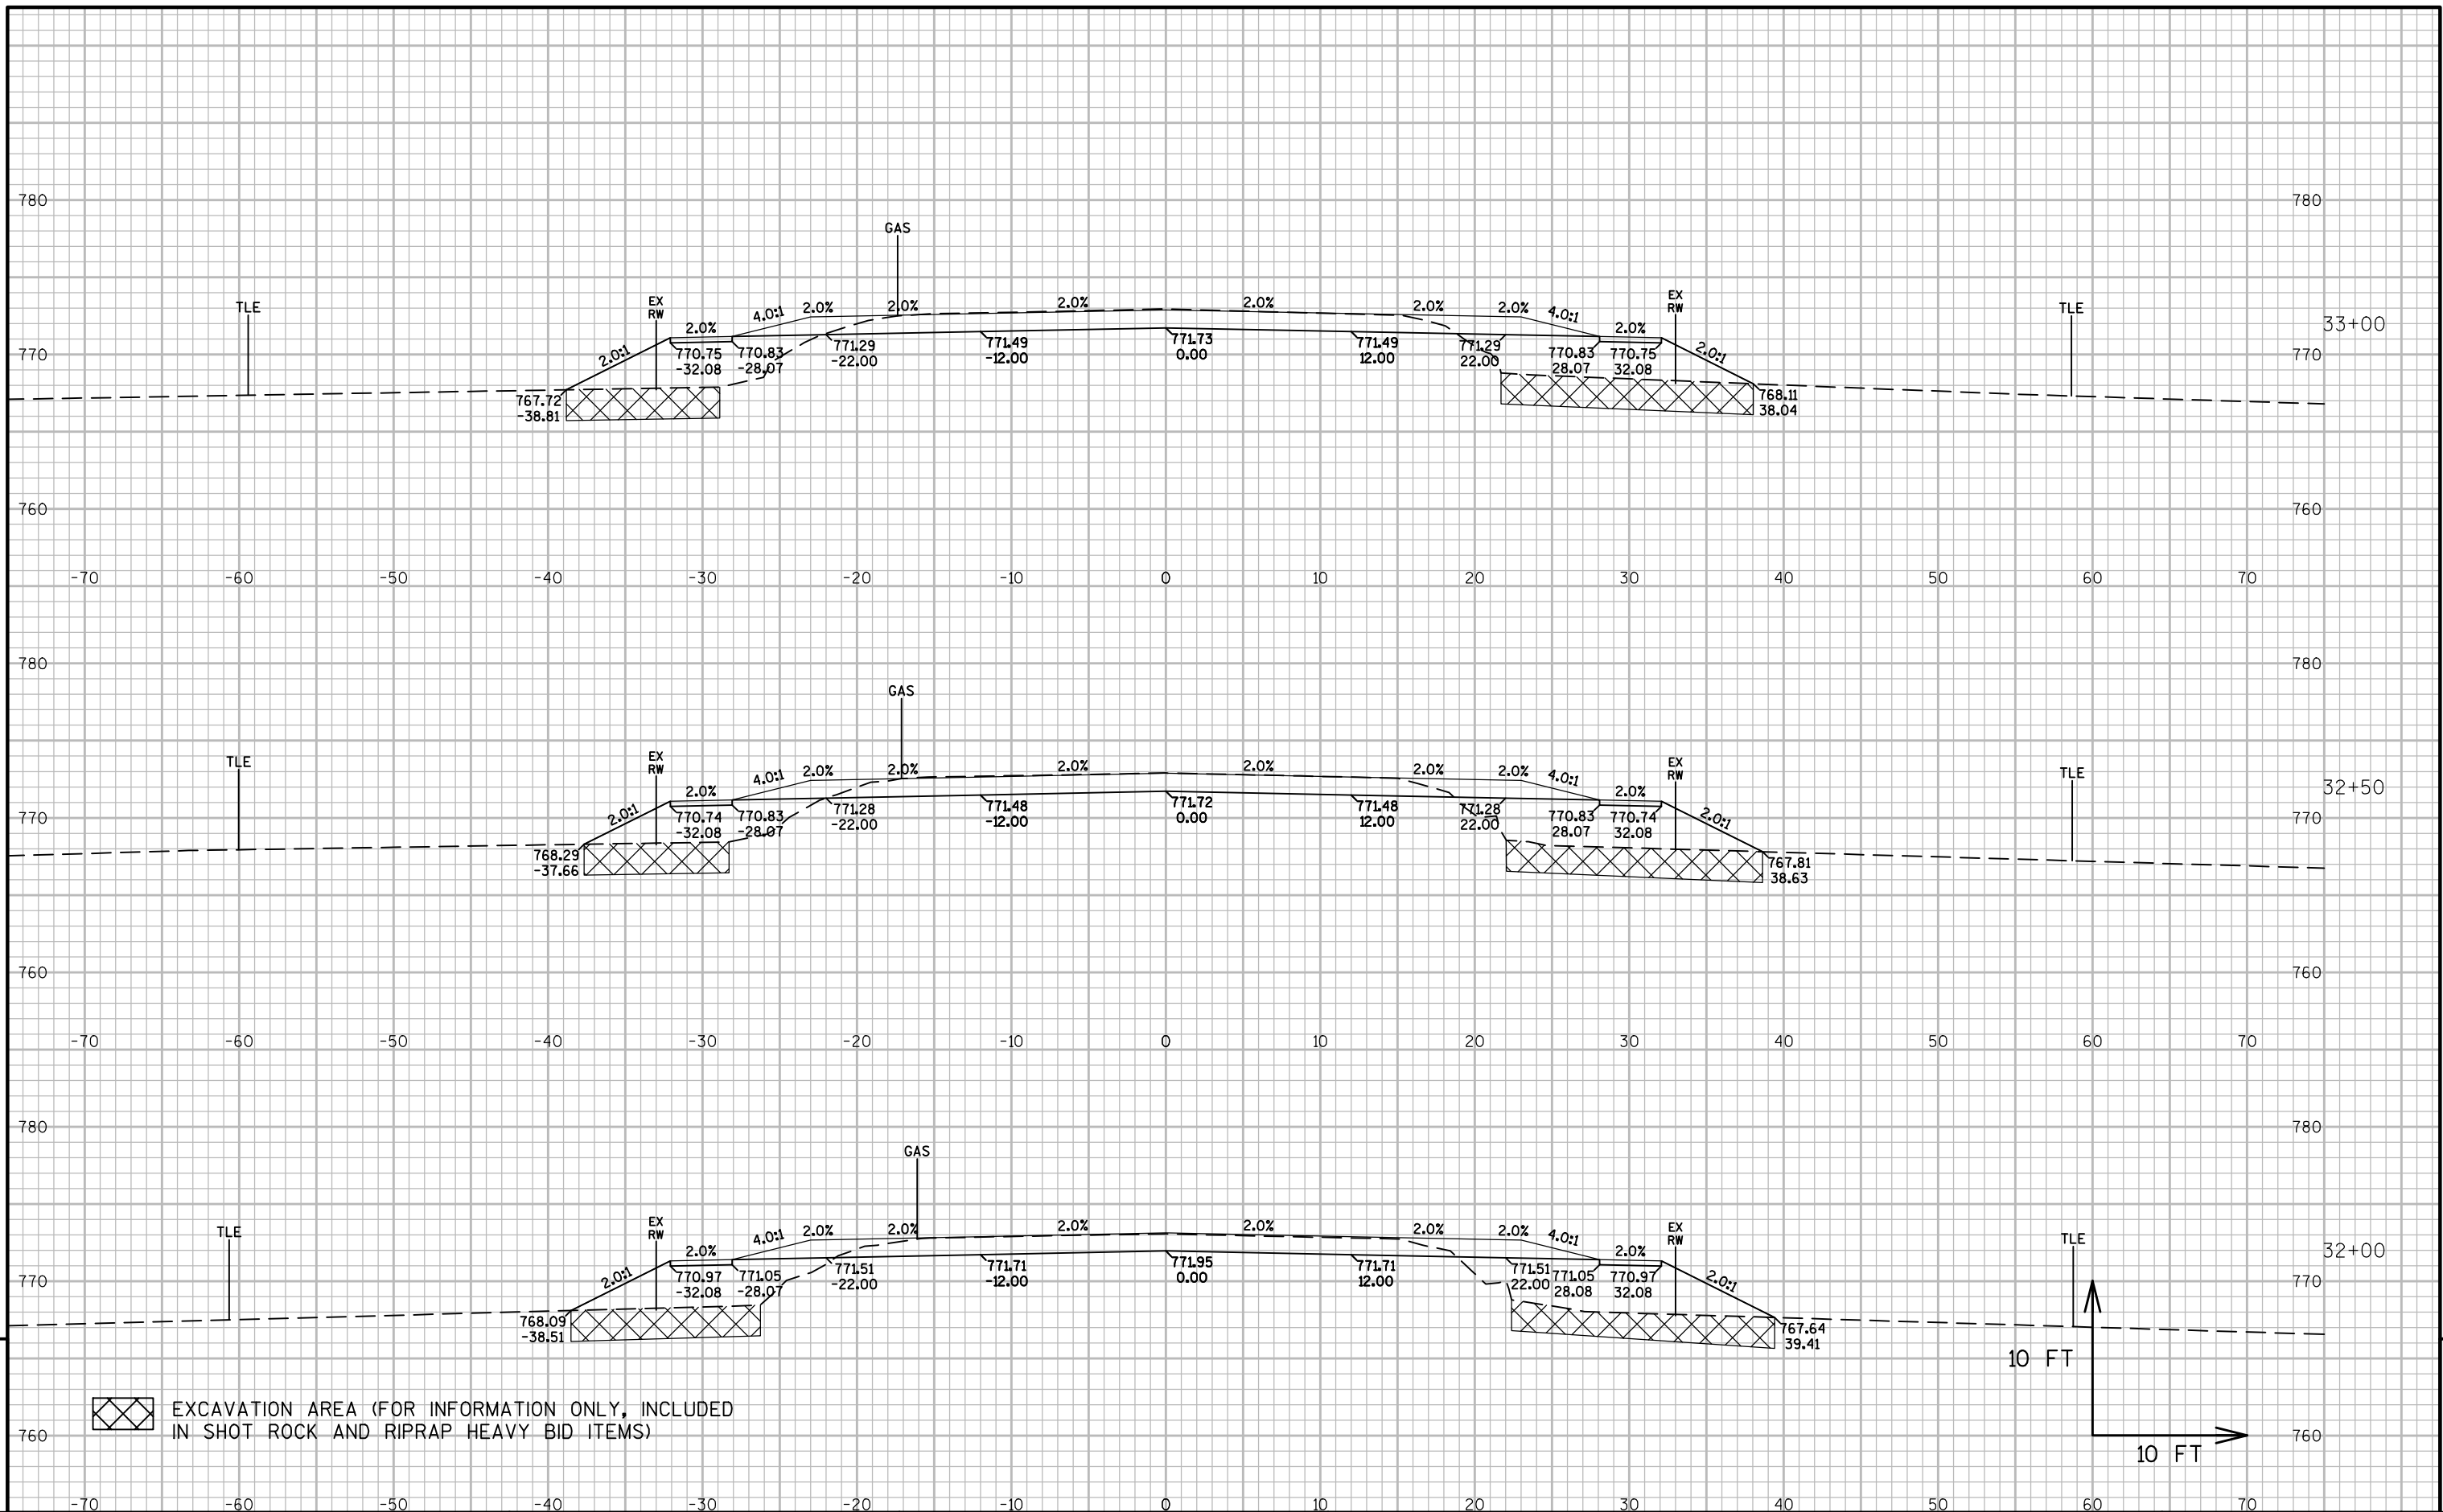 780 780
GAS
TLE EX EX TLE
RW RW
2.0% 4.0:1 2.0% 2.0% 2.0% 2.0% 2.0% 2.0% 4.0:1 2.0%
33+00
770 2.0:1 2.0:1 770
770.75 770.83 771.29 771.49 771.73 771.49 771.29 770.83 770.75
-32.08 -28.07 -22.00 -12.00 0.00 12.00 22.00 28.07 32.08
767.72 768.11
-38.81 38.04
760 760
-70 -60 -50 -40 -30 -20 -10 0 10 20 30 40 50 60 70
780 780
GAS
TLE EX EX TLE
RW RW
2.0% 4.0:1 2.0% 2.0% 2.0% 2.0% 2.0% 2.0% 4.0:1 2.0%
32+50
770 2.0:1 2.0:1 770
770.74 770.83 771.28 771.48 771.72 771.48 771.28 770.83 770.74
-32.08 -28.07 -22.00 -12.00 0.00 12.00 22.00 28.07 32.08
768.29 767.81
-37.66 38.63
760 760
-70 -60 -50 -40 -30 -20 -10 0 10 20 30 40 50 60 70
780 780
GAS
TLE EX EX TLE
RW RW
2.0% 4.0:1 2.0% 2.0% 2.0% 2.0% 2.0% 2.0% 4.0:1 2.0%
32+00
770 2.0:1 2.0:1 770
770.97 771.05 771.51 771.71 771.95 771.71 771.51 771.05 770.97
-32.08 -28.07 -22.00 -12.00 0.00 12.00 22.00 28.08 32.08
768.09 767.64
-38.51 39.41
10 FT
EXCAVATION AREA (FOR INFORMATION ONLY, INCLUDED
IN SHOT ROCK AND RIPRAP HEAVY BID ITEMS)
760 760
10 FT
-70 -60 -50 -40 -30 -20 -10 0 10 20 30 40 50 60 70